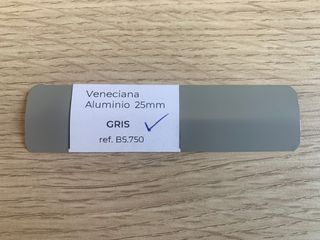 Veneciana
Aluminio 25mm
GRIS
ref. B5.750